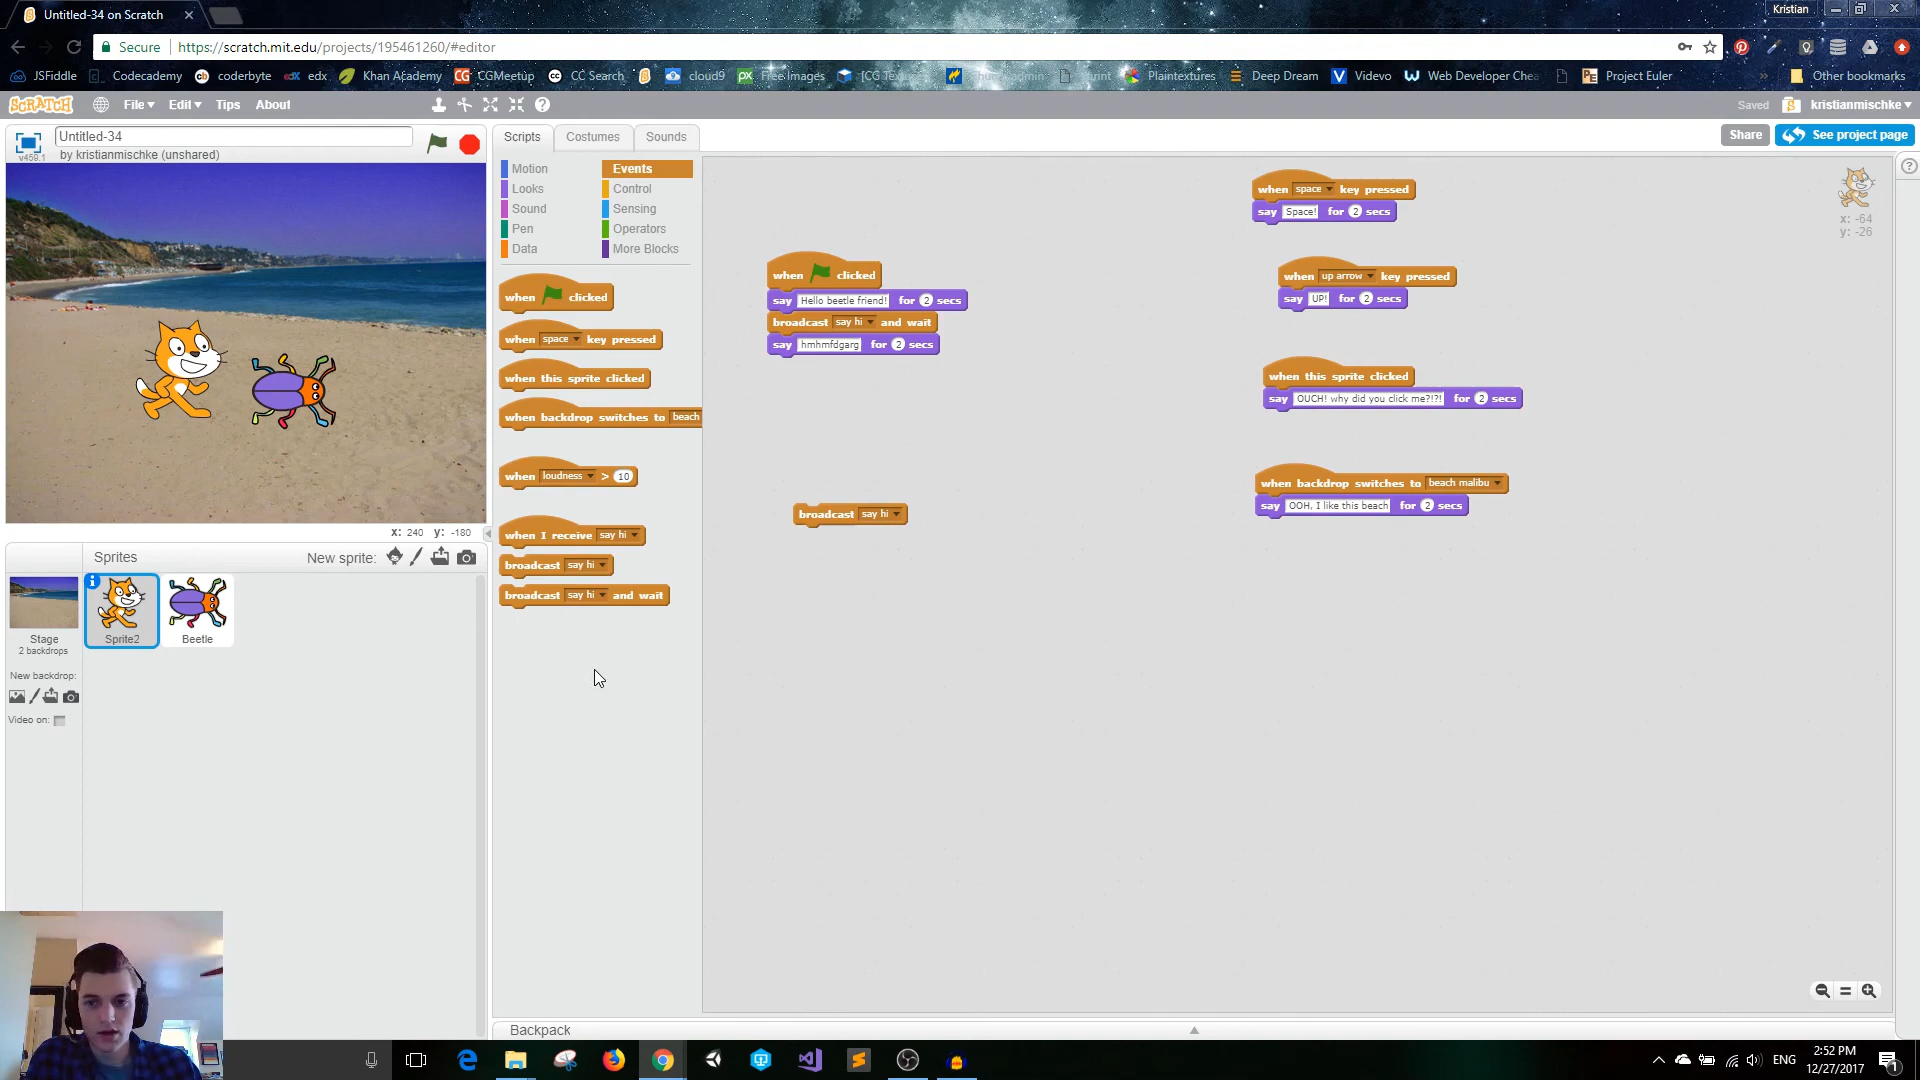 Untitled-34 on Scratch
Kristian
Secure https://scratch.mit.edu/projects/195461260/#editor
JSFiddle Codecademy coderbyte edx Khan Academy CGMeetup CC Search cloud9 Free Images [CG Textures] Plaintextures Deep Dream Videvo Web Developer Chea Project Euler Other bookmarks
SCRATCH File Edit Tips About Saved kristianmischke
Untitled-34
by kristianmischke (unshared)
v459.1
Scripts Costumes Sounds
Share See project page
Motion Events
Looks Control
Sound Sensing
Pen Operators
Data More Blocks
when clicked
when space key pressed
when this sprite clicked
when backdrop switches to beach
when loudness > 10
when I receive say hi
broadcast say hi
broadcast say hi and wait
when clicked
say Hello beetle friend! for 2 secs
broadcast say hi and wait
say hmhmfdgarg for 2 secs
broadcast say hi
when space key pressed
say Space! for 2 secs
when up arrow key pressed
say UP! for 2 secs
when this sprite clicked
say OUCH! why did you click me?!?! for 2 secs
when backdrop switches to beach malibu
say OOH, I like this beach for 2 secs
x: -64
y: -26
x: 240 y: -180
Sprites New sprite:
Stage
2 backdrops
Sprite2
Beetle
New backdrop:
Video on:
Backpack
ENG
2:52 PM
12/27/2017
1